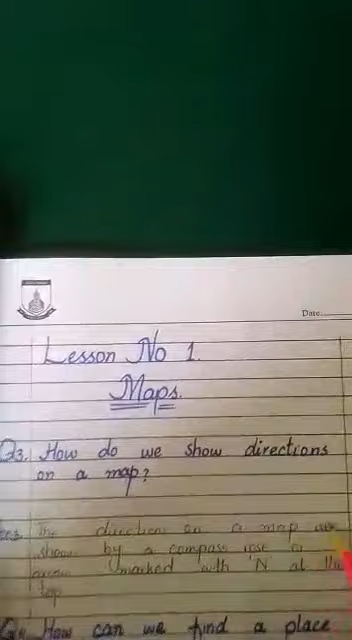 Date:
Lesson No 1.
Maps.
Q3. How do we show directions
on a map?
The directions on a map are
shown by a compass rose or
arrow marked with 'N' at the
top
Q4. How can we find a place